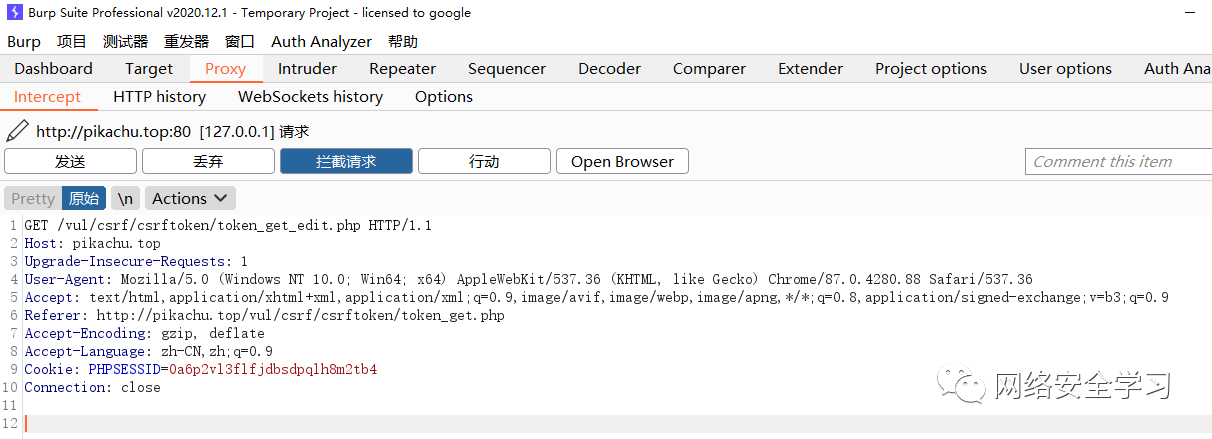 Burp Suite Professional v2020.12.1 - Temporary Project - licensed to google
Burp 项目 测试器 重发器 窗口 Auth Analyzer 帮助
Dashboard Target Proxy Intruder Repeater Sequencer Decoder Comparer Extender Project options User options Auth Ana
Intercept HTTP history WebSockets history Options
http://pikachu.top:80 [127.0.0.1] 请求
发送 丢弃 拦截请求 行动 Open Browser Comment this item
Pretty 原始 \n Actions
1 GET /vul/csrf/csrftoken/token_get_edit.php HTTP/1.1
2 Host: pikachu.top
3 Upgrade-Insecure-Requests: 1
4 User-Agent: Mozilla/5.0 (Windows NT 10.0; Win64; x64) AppleWebKit/537.36 (KHTML, like Gecko) Chrome/87.0.4280.88 Safari/537.36
5 Accept: text/html,application/xhtml+xml,application/xml;q=0.9,image/avif,image/webp,image/apng,*/*;q=0.8,application/signed-exchange;v=b3;q=0.9
6 Referer: http://pikachu.top/vul/csrf/csrftoken/token_get.php
7 Accept-Encoding: gzip, deflate
8 Accept-Language: zh-CN,zh;q=0.9
9 Cookie: PHPSESSID=0a6p2vl3flfjdbsdpqlh8m2tb4
10 Connection: close
11
12
网络安全学习